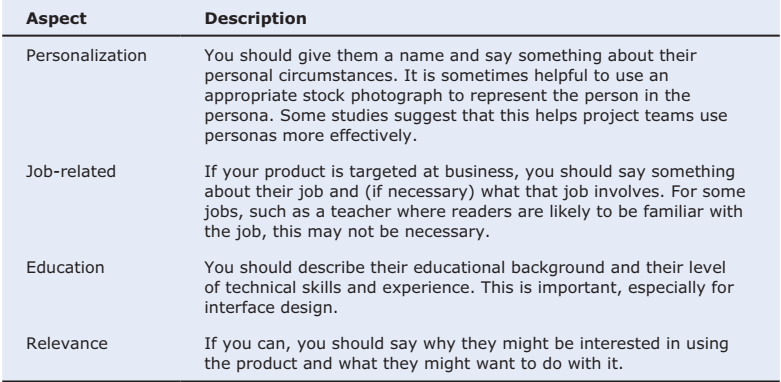 Aspect Description
Personalization You should give them a name and say something about their
personal circumstances. It is sometimes helpful to use an
appropriate stock photograph to represent the person in the
persona. Some studies suggest that this helps project teams use
personas more effectively.
Job-related If your product is targeted at business, you should say something
about their job and (if necessary) what that job involves. For some
jobs, such as a teacher where readers are likely to be familiar with
the job, this may not be necessary.
Education You should describe their educational background and their level
of technical skills and experience. This is important, especially for
interface design.
Relevance If you can, you should say why they might be interested in using
the product and what they might want to do with it.